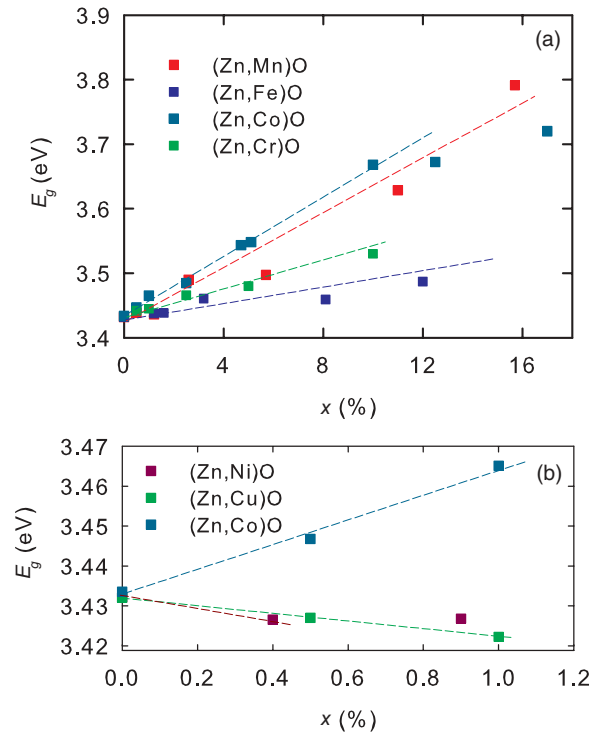 (a)
3.9
3.8
3.7
3.6
3.5
3.4
E_g (eV)
(Zn,Mn)O
(Zn,Fe)O
(Zn,Co)O
(Zn,Cr)O
0 4 8 12 16
x (%)
(b)
3.47
3.46
3.45
3.44
3.43
3.42
E_g (eV)
(Zn,Ni)O
(Zn,Cu)O
(Zn,Co)O
0.0 0.2 0.4 0.6 0.8 1.0 1.2
x (%)